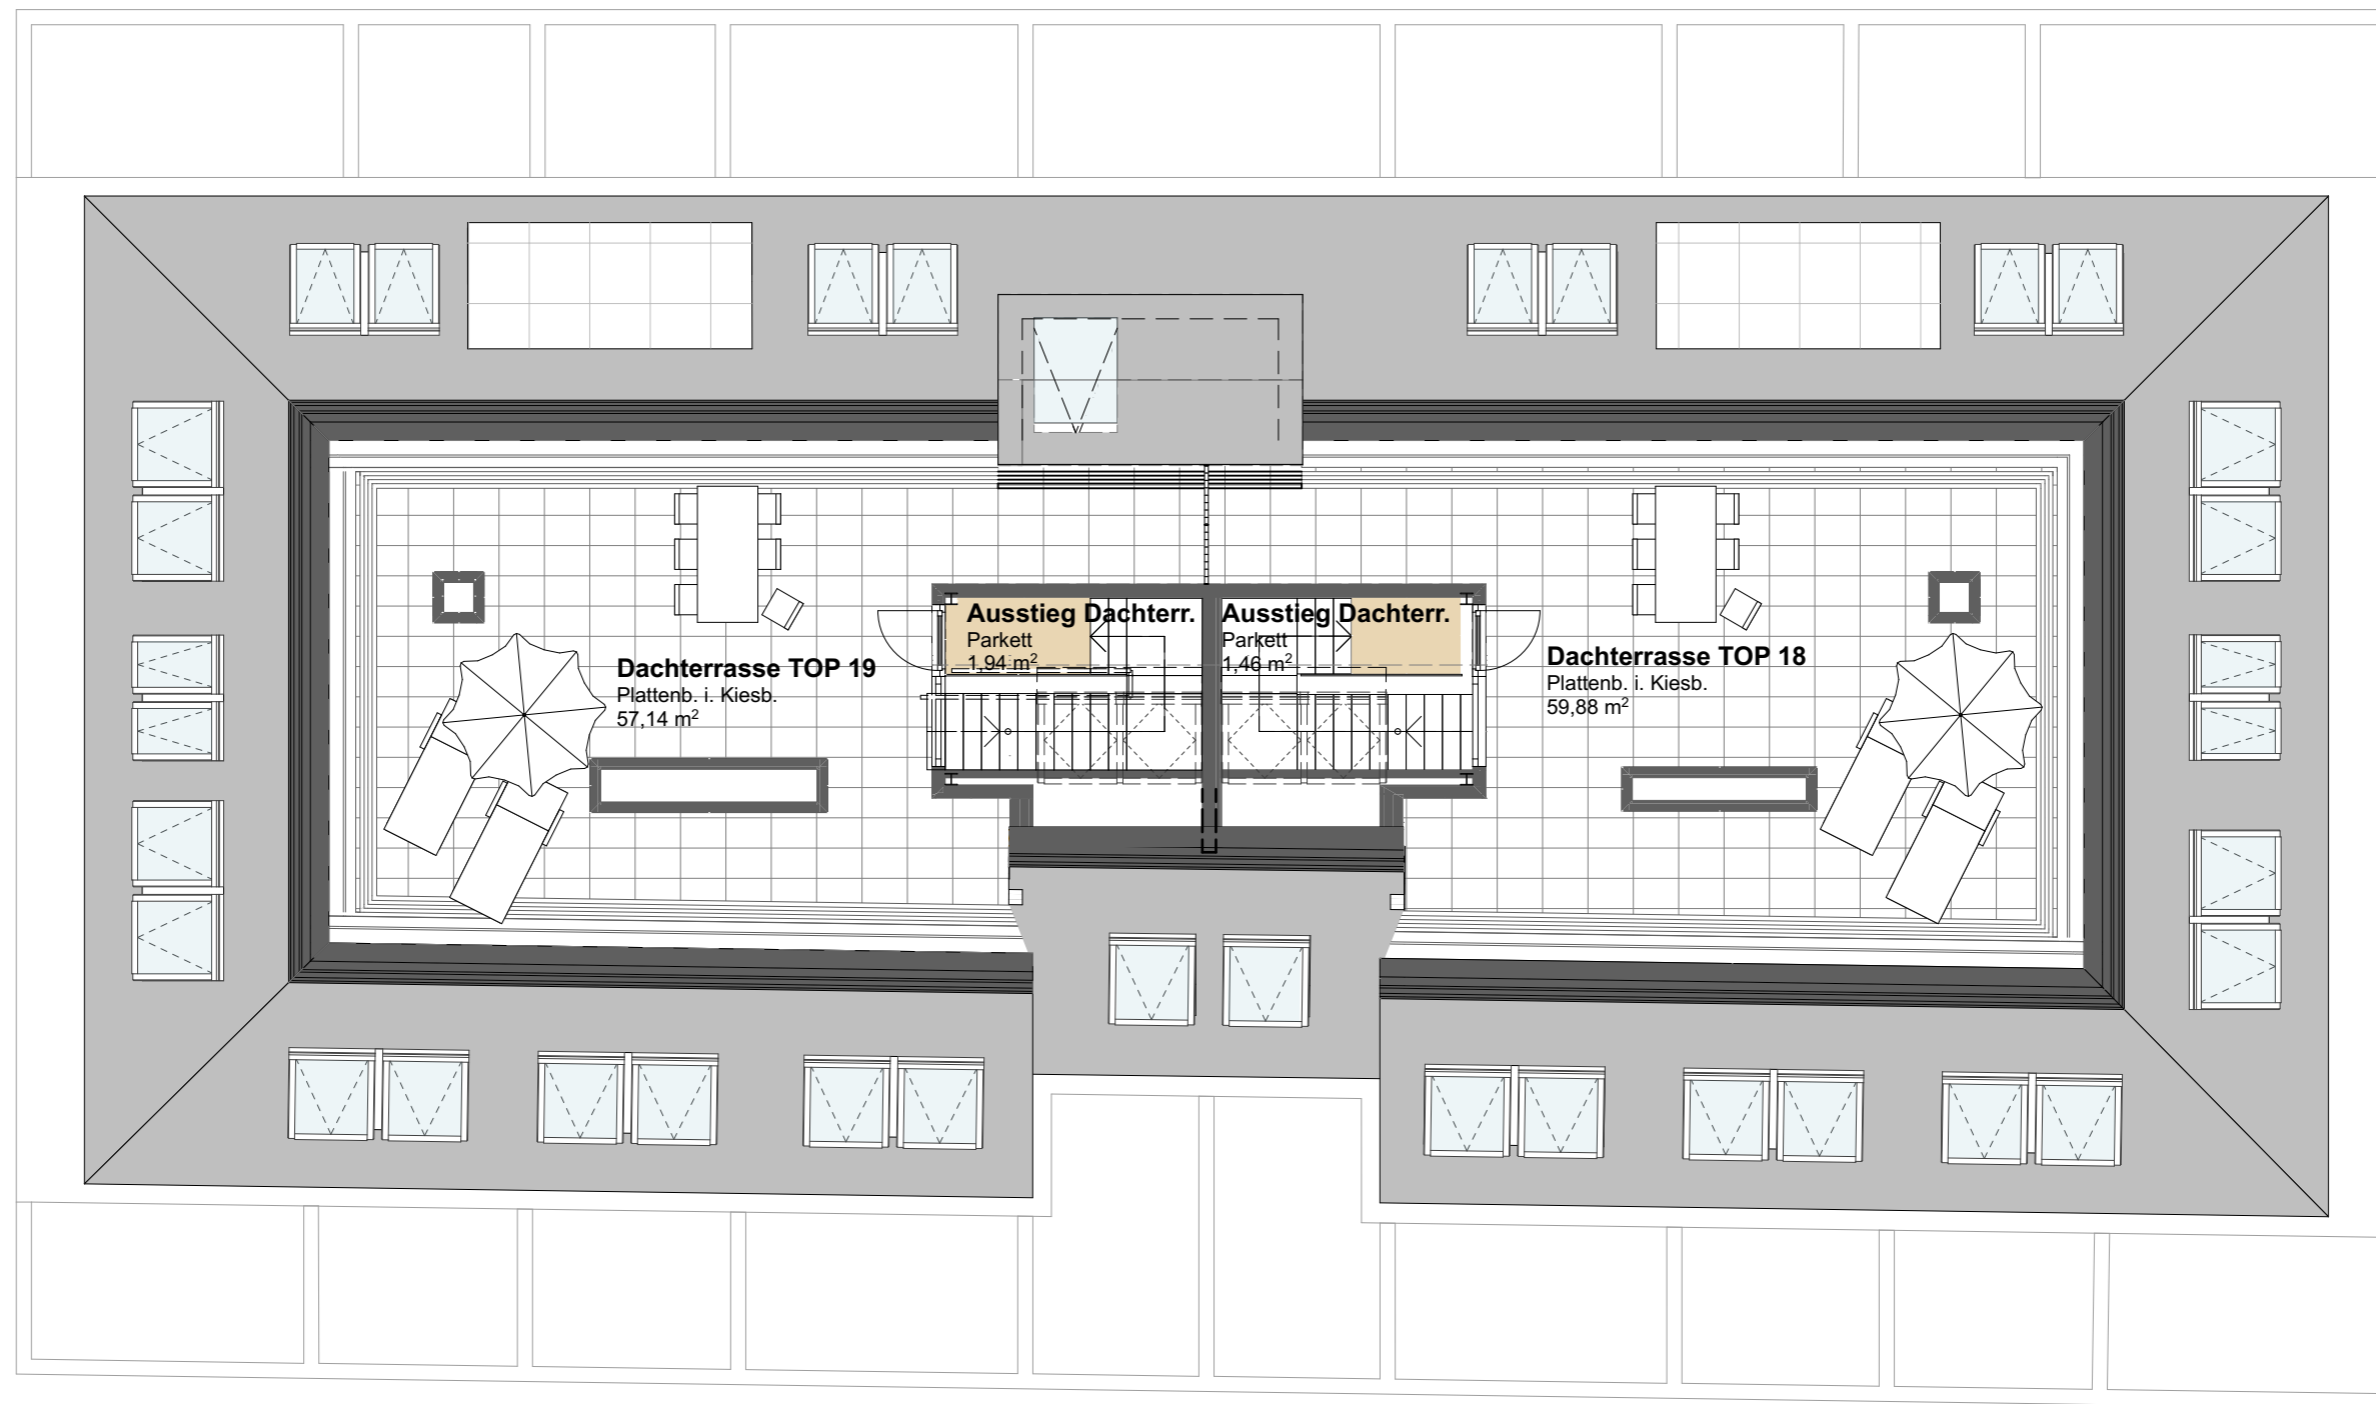 Ausstieg Dachterr.
Parkett
1,94 m²
Ausstieg Dachterr.
Parkett
1,46 m²
Dachterrasse TOP 19
Plattenb. i. Kiesb.
57,14 m²
Dachterrasse TOP 18
Plattenb. i. Kiesb.
59,88 m²